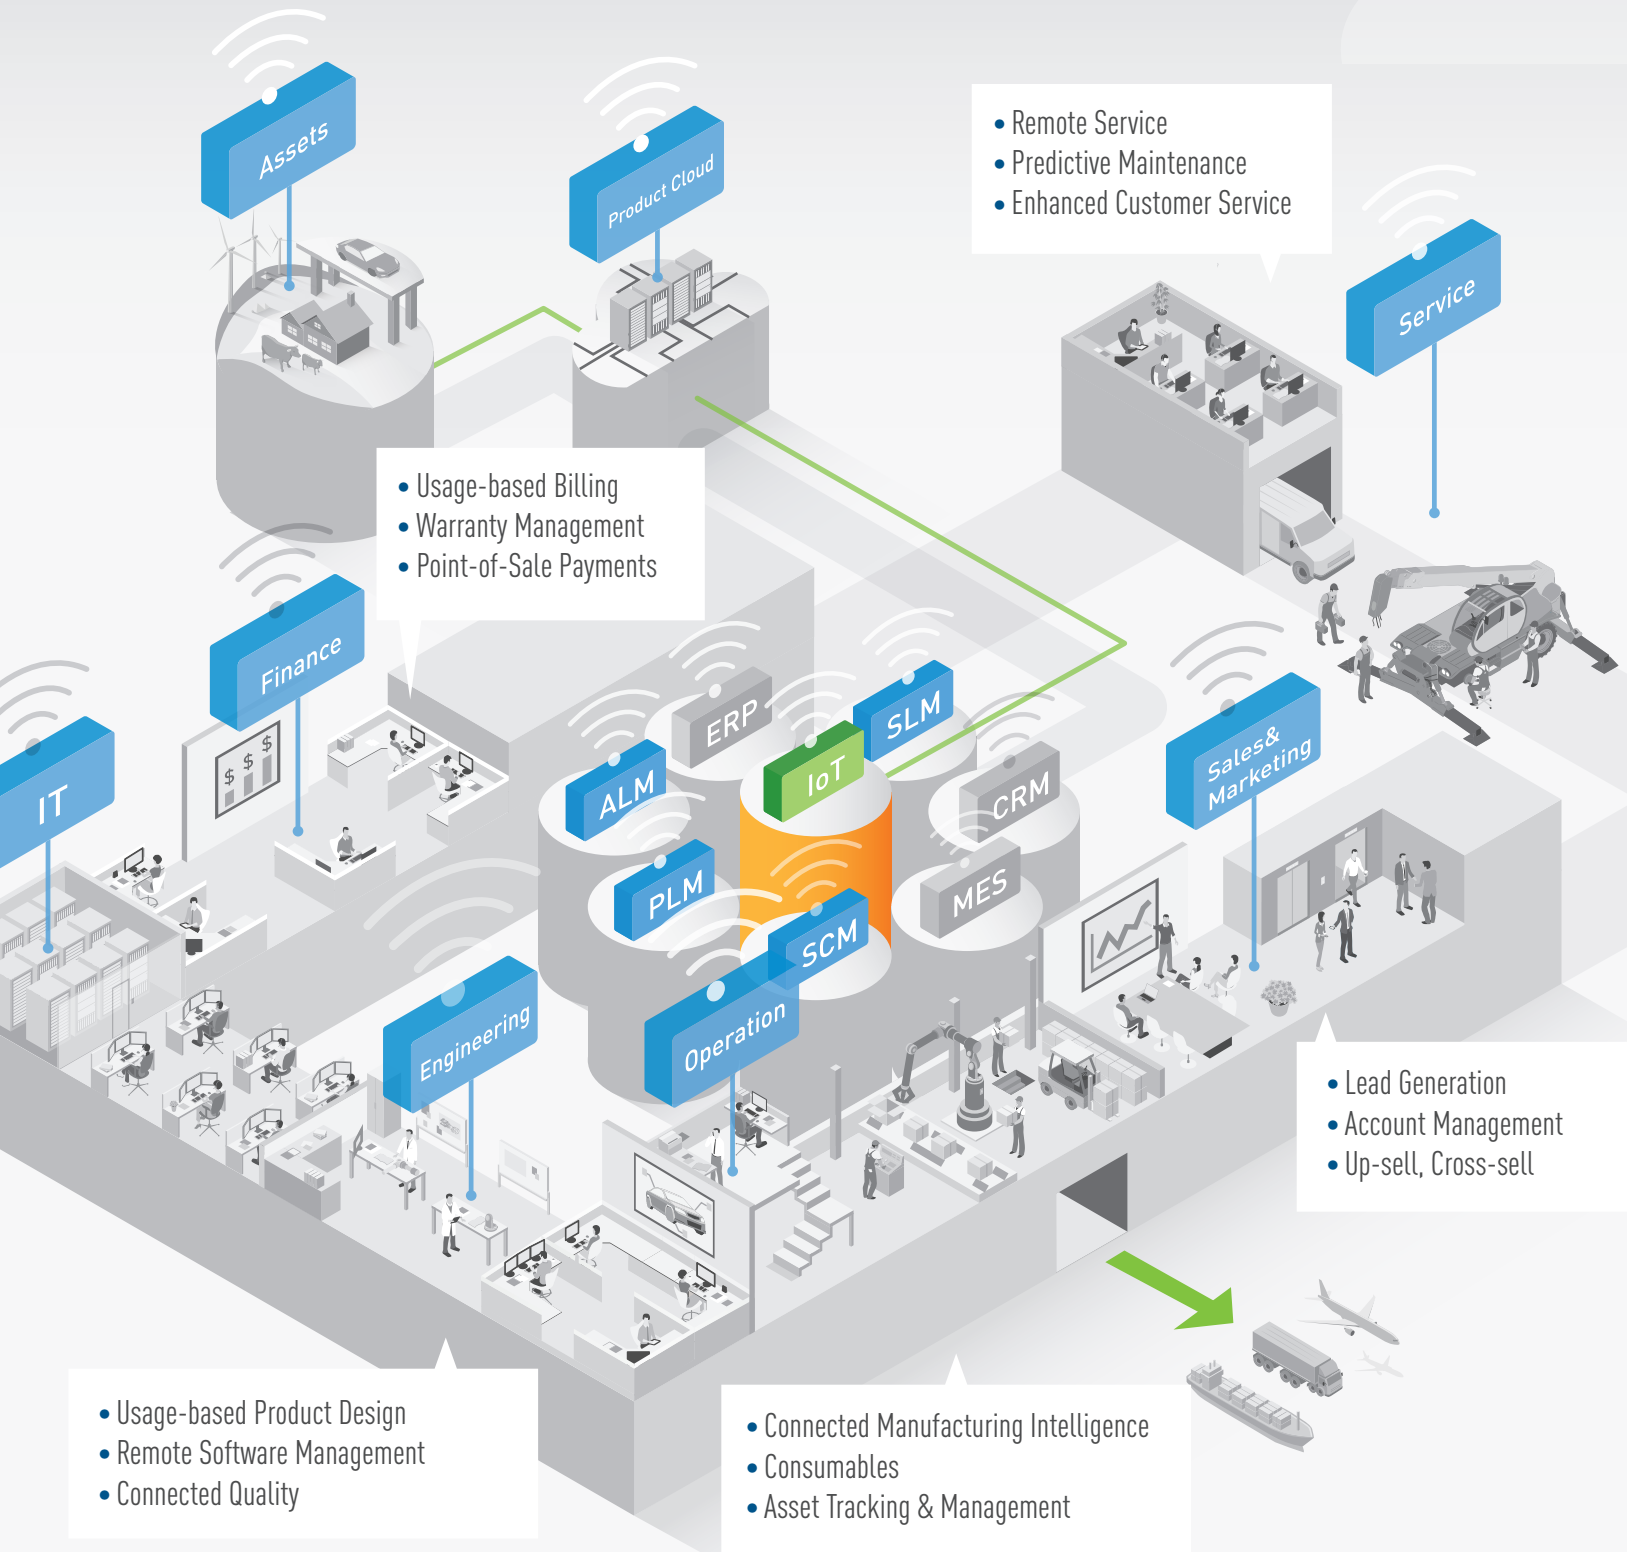 Assets
Product Cloud
• Remote Service
• Predictive Maintenance
• Enhanced Customer Service
Service
• Usage-based Billing
• Warranty Management
• Point-of-Sale Payments
Finance
IT
$ $ $
ERP
SLM
IoT
ALM
CRM
PLM
MES
SCM
Sales&
Marketing
Engineering
Operation
• Lead Generation
• Account Management
• Up-sell, Cross-sell
• Usage-based Product Design
• Remote Software Management
• Connected Quality
• Connected Manufacturing Intelligence
• Consumables
• Asset Tracking & Management